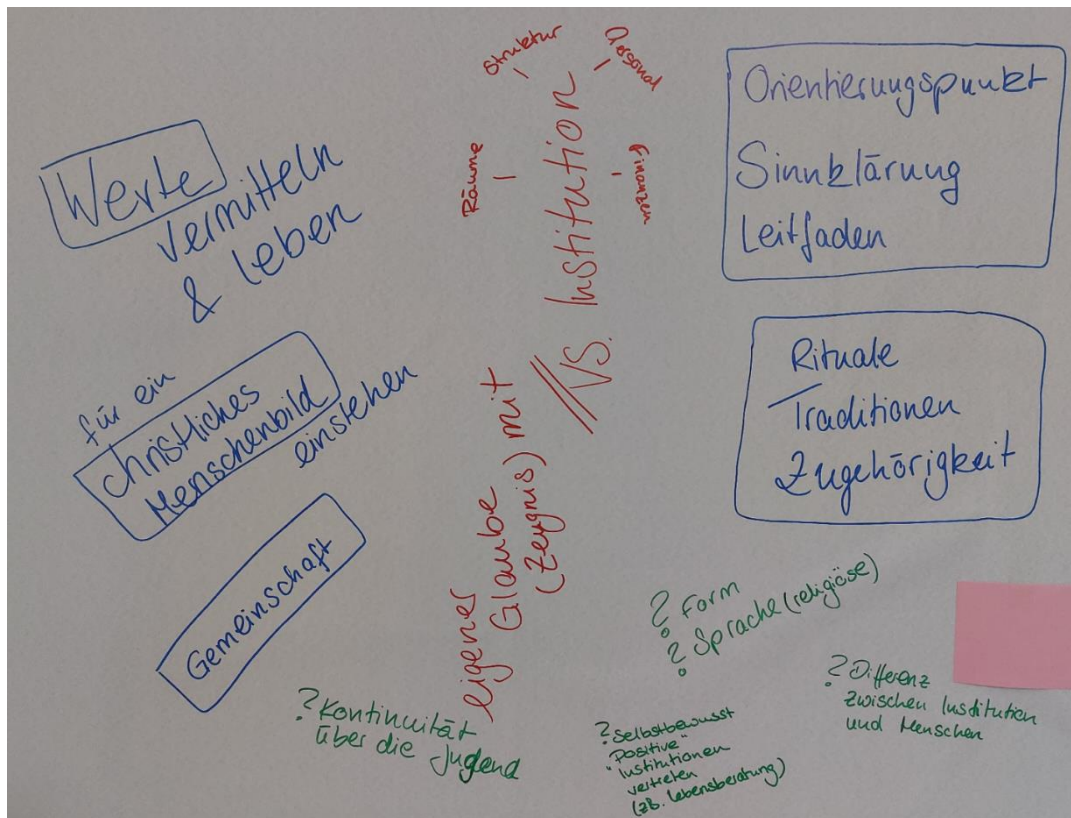 Werte
vermitteln
& leben
für ein
christliches
Menschenbild
einstehen
Gemeinschaft
Räume
Struktur
Personal
Finanzen
eigener
Glaube mit
(Zeugnis)
// VS. Institution
Orientierungspunkt
Sinnklärung
Leitfaden
Rituale
Traditionen
Zugehörigkeit
? Kontinuität
über die Jugend
? Form
? Sprache (religiöse)
? Selbstbewusst
"Positive"
Institutionen
vertreten
(zB. Lebensberatung)
? Differenz
zwischen Institution
und Menschen